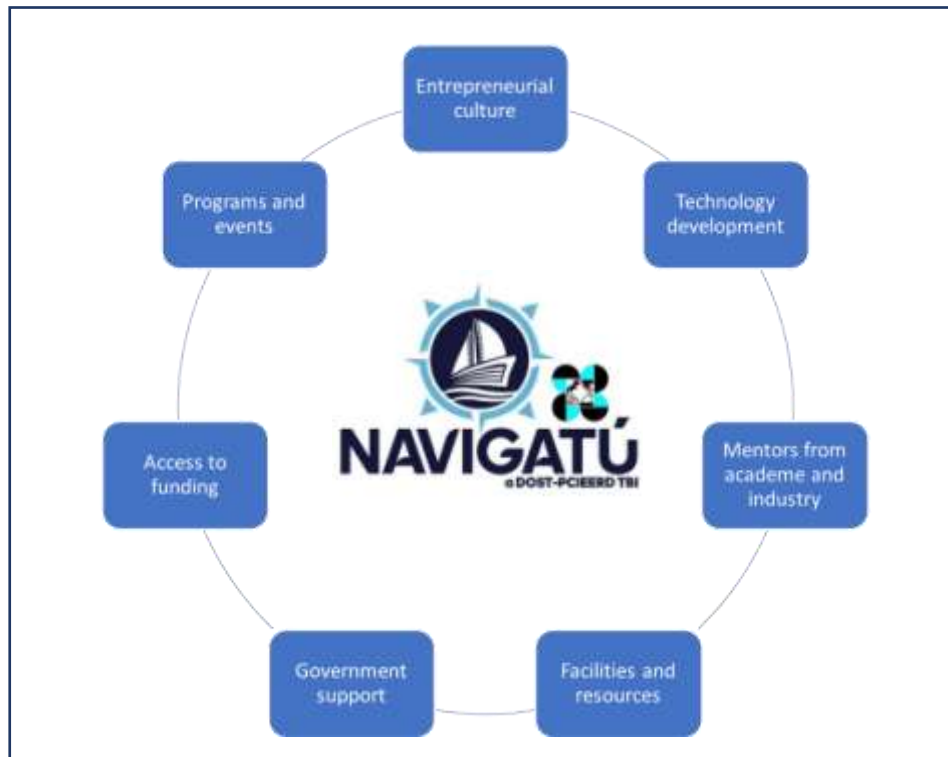 Entrepreneurial
culture
Technology
development
Mentors from
academe and
industry
Facilities and
resources
Government
support
Access to
funding
Programs and
events
NAVIGATÚ
a DOST-PCIEERD TBI